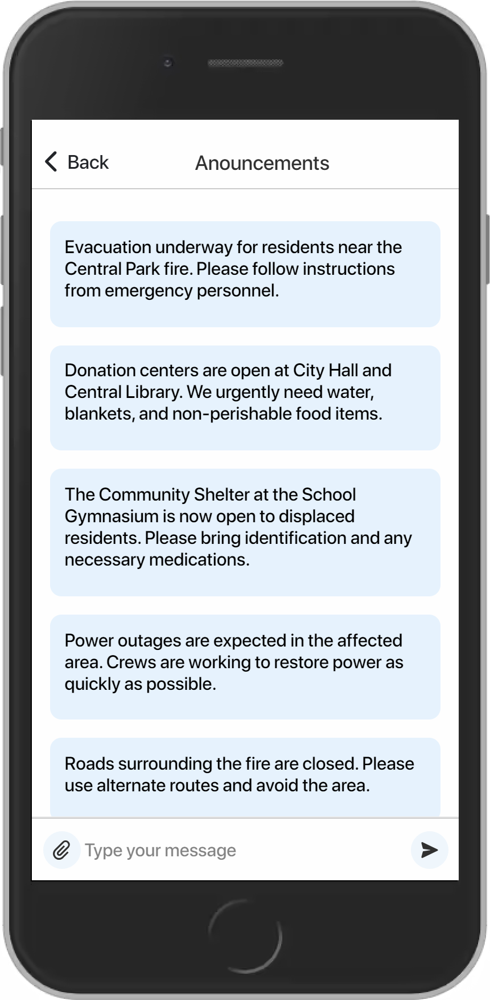 Back
Anouncements
Evacuation underway for residents near the
Central Park fire. Please follow instructions
from emergency personnel.
Donation centers are open at City Hall and
Central Library. We urgently need water,
blankets, and non-perishable food items.
The Community Shelter at the School
Gymnasium is now open to displaced
residents. Please bring identification and any
necessary medications.
Power outages are expected in the affected
area. Crews are working to restore power as
quickly as possible.
Roads surrounding the fire are closed. Please
use alternate routes and avoid the area.
Type your message